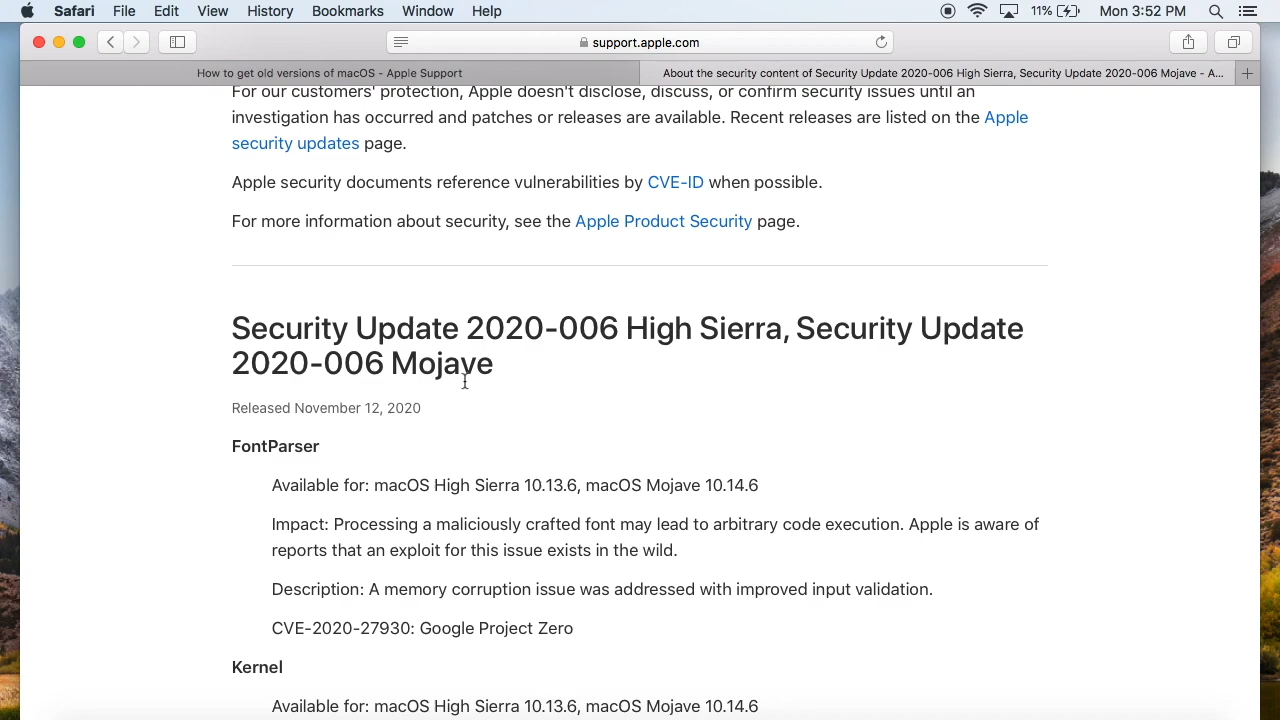 Safari File Edit View History Bookmarks Window Help 11% Mon 3:52 PM
support.apple.com
How to get old versions of macOS - Apple Support
About the security content of Security Update 2020-006 High Sierra, Security Update 2020-006 Mojave - A...
For our customers' protection, Apple doesn't disclose, discuss, or confirm security issues until an
investigation has occurred and patches or releases are available. Recent releases are listed on the Apple
security updates page.
Apple security documents reference vulnerabilities by CVE-ID when possible.
For more information about security, see the Apple Product Security page.
Security Update 2020-006 High Sierra, Security Update
2020-006 Mojave
Released November 12, 2020
FontParser
Available for: macOS High Sierra 10.13.6, macOS Mojave 10.14.6
Impact: Processing a maliciously crafted font may lead to arbitrary code execution. Apple is aware of
reports that an exploit for this issue exists in the wild.
Description: A memory corruption issue was addressed with improved input validation.
CVE-2020-27930: Google Project Zero
Kernel
Available for: macOS High Sierra 10.13.6, macOS Mojave 10.14.6